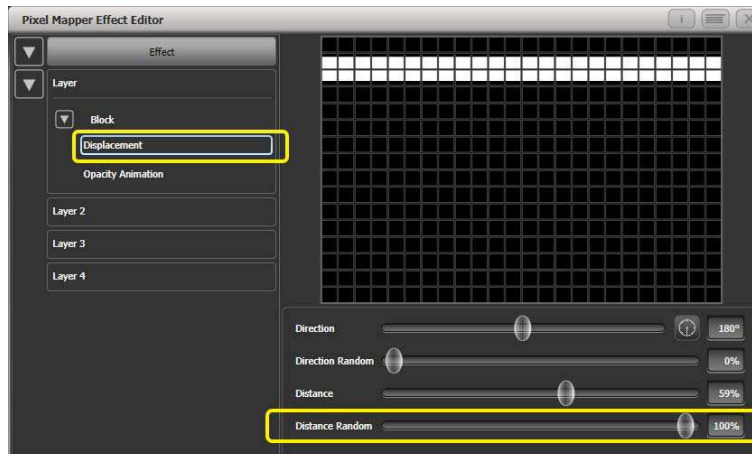 Pixel Mapper Effect Editor
Effect
Layer
Block
Displacement
Opacity Animation
Layer 2
Layer 3
Layer 4
Direction 180º
Direction Random 0%
Distance 59%
Distance Random 100%